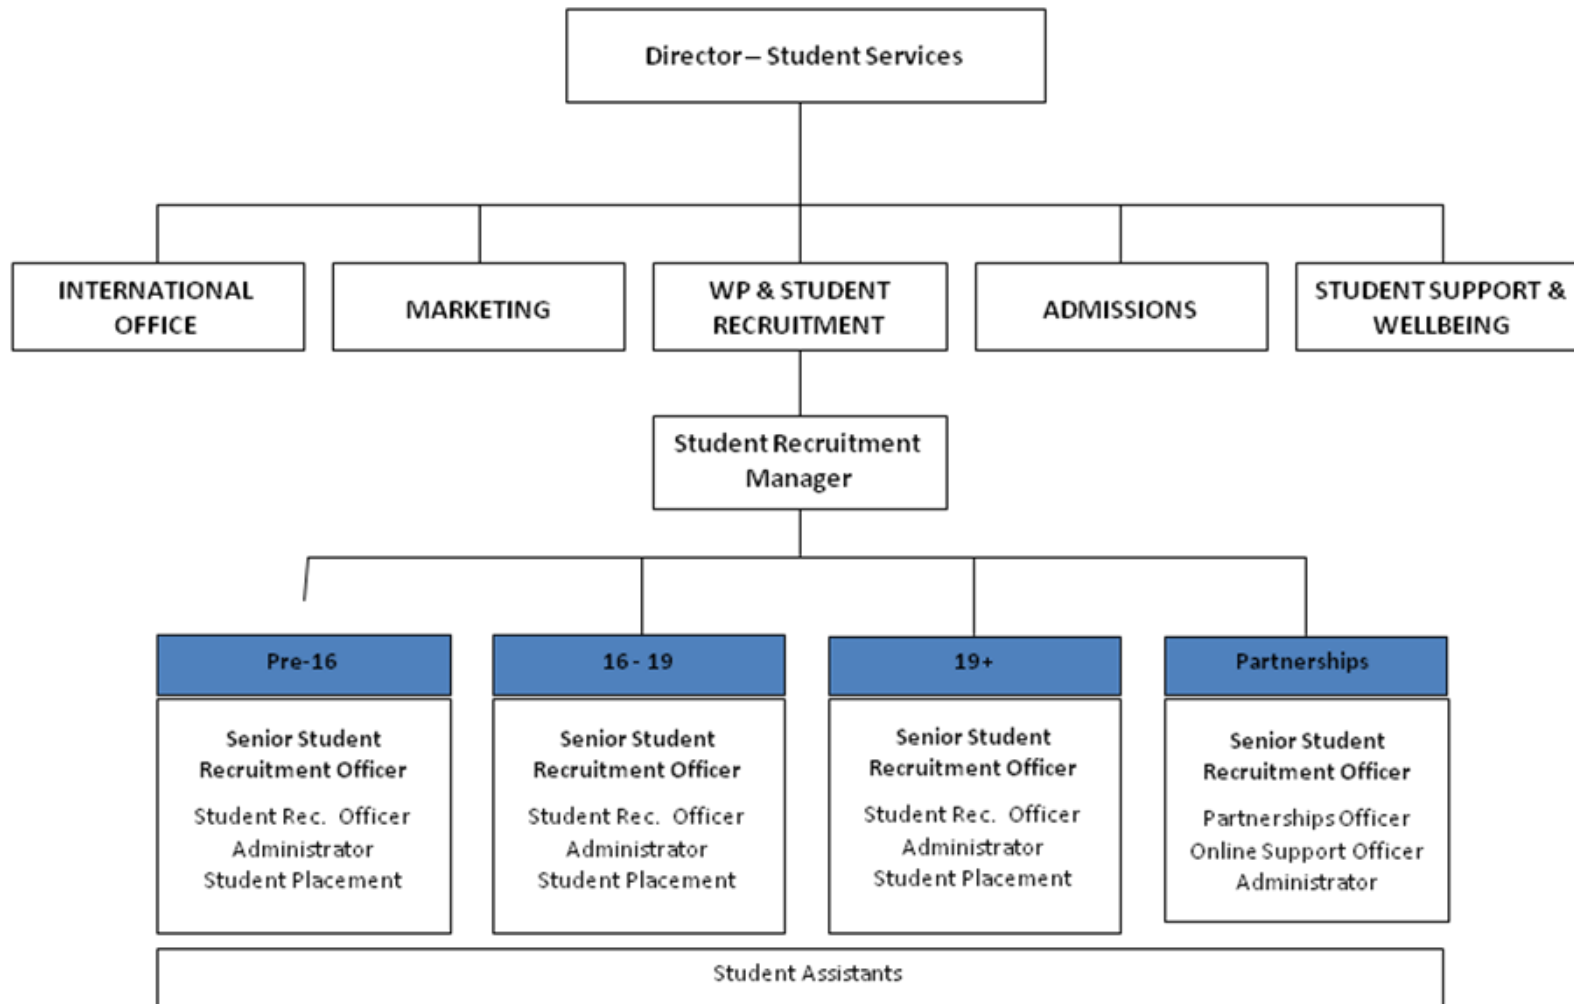 Director – Student Services
INTERNATIONAL
OFFICE
MARKETING
WP & STUDENT
RECRUITMENT
ADMISSIONS
STUDENT SUPPORT &
WELLBEING
Student Recruitment
Manager
Pre-16
Senior Student
Recruitment Officer
Student Rec. Officer
Administrator
Student Placement
16 - 19
Senior Student
Recruitment Officer
Student Rec. Officer
Administrator
Student Placement
19+
Senior Student
Recruitment Officer
Student Rec. Officer
Administrator
Student Placement
Partnerships
Senior Student
Recruitment Officer
Partnerships Officer
Online Support Officer
Administrator
Student Assistants